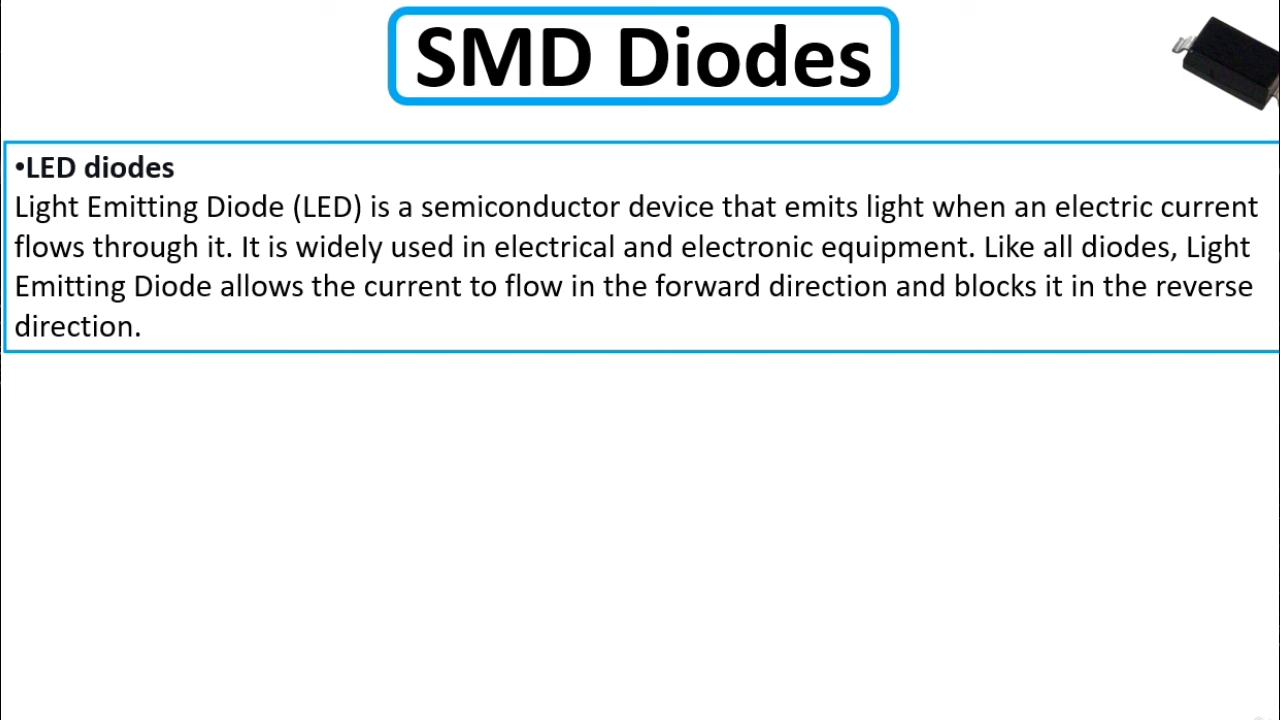 SMD Diodes
•LED diodes
Light Emitting Diode (LED) is a semiconductor device that emits light when an electric current
flows through it. It is widely used in electrical and electronic equipment. Like all diodes, Light
Emitting Diode allows the current to flow in the forward direction and blocks it in the reverse
direction.